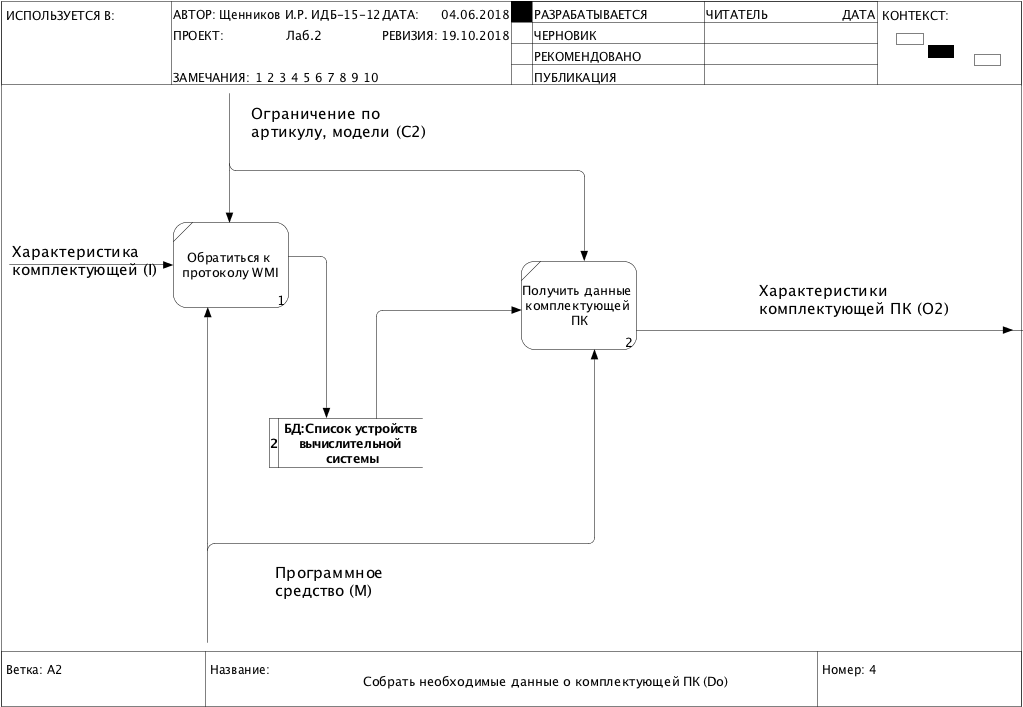 ИСПОЛЬЗУЕТСЯ В:
АВТОР: Щенников И.Р. ИДБ-15-12 ДАТА: 04.06.2018
ПРОЕКТ: Лаб.2 РЕВИЗИЯ: 19.10.2018
ЗАМЕЧАНИЯ: 1 2 3 4 5 6 7 8 9 10
РАЗРАБАТЫВАЕТСЯ
ЧЕРНОВИК
РЕКОМЕНДОВАНО
ПУБЛИКАЦИЯ
ЧИТАТЕЛЬ ДАТА
КОНТЕКСТ:
Ограничение по
артикулу, модели (C2)
Характеристика
комплектующей (I)
Обратиться к
протоколу WMI
1
Получить данные
комплектующей
ПК
2
Характеристики
комплектующей ПК (O2)
2
БД:Список устройств
вычислительной
системы
Программное
средство (M)
Ветка: A2
Название:
Собрать необходимые данные о комплектующей ПК (Do)
Номер: 4